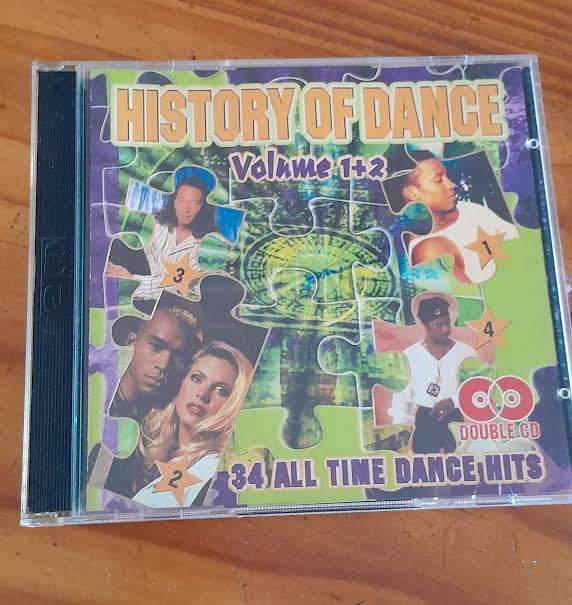 HISTORY OF DANCE
Volume 1+2
1
3
4
DOUBLE.CD
2
34 ALL TIME DANCE HITS